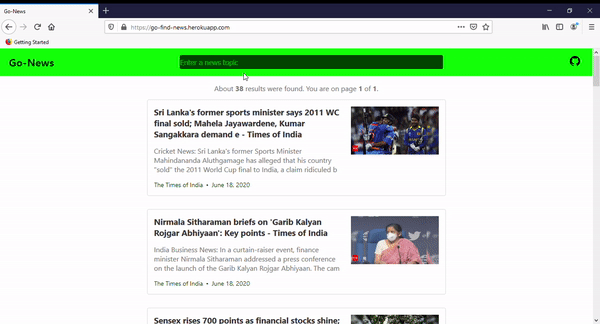 Go-News
https://go-find-news.herokuapp.com
Getting Started
Go-News
Enter a news topic
About 38 results were found. You are on page 1 of 1.
Sri Lanka's former sports minister says 2011 WC
final sold; Mahela Jayawardene, Kumar
Sangakkara demand e - Times of India
Cricket News: Sri Lanka's former Sports Minister
Mahindananda Aluthgamage has alleged that his country
"sold" the 2011 World Cup final to India, a claim ridiculed b
The Times of India • June 18, 2020
Nirmala Sitharaman briefs on 'Garib Kalyan
Rojgar Abhiyaan': Key points - Times of India
India Business News: In a curtain-raiser event, finance
minister Nirmala Sitharaman addressed a press conference
on the launch of the Garib Kalyan Rojgar Abhiyaan. The cam
The Times of India • June 18, 2020
Sensex rises 700 points as financial stocks shine;